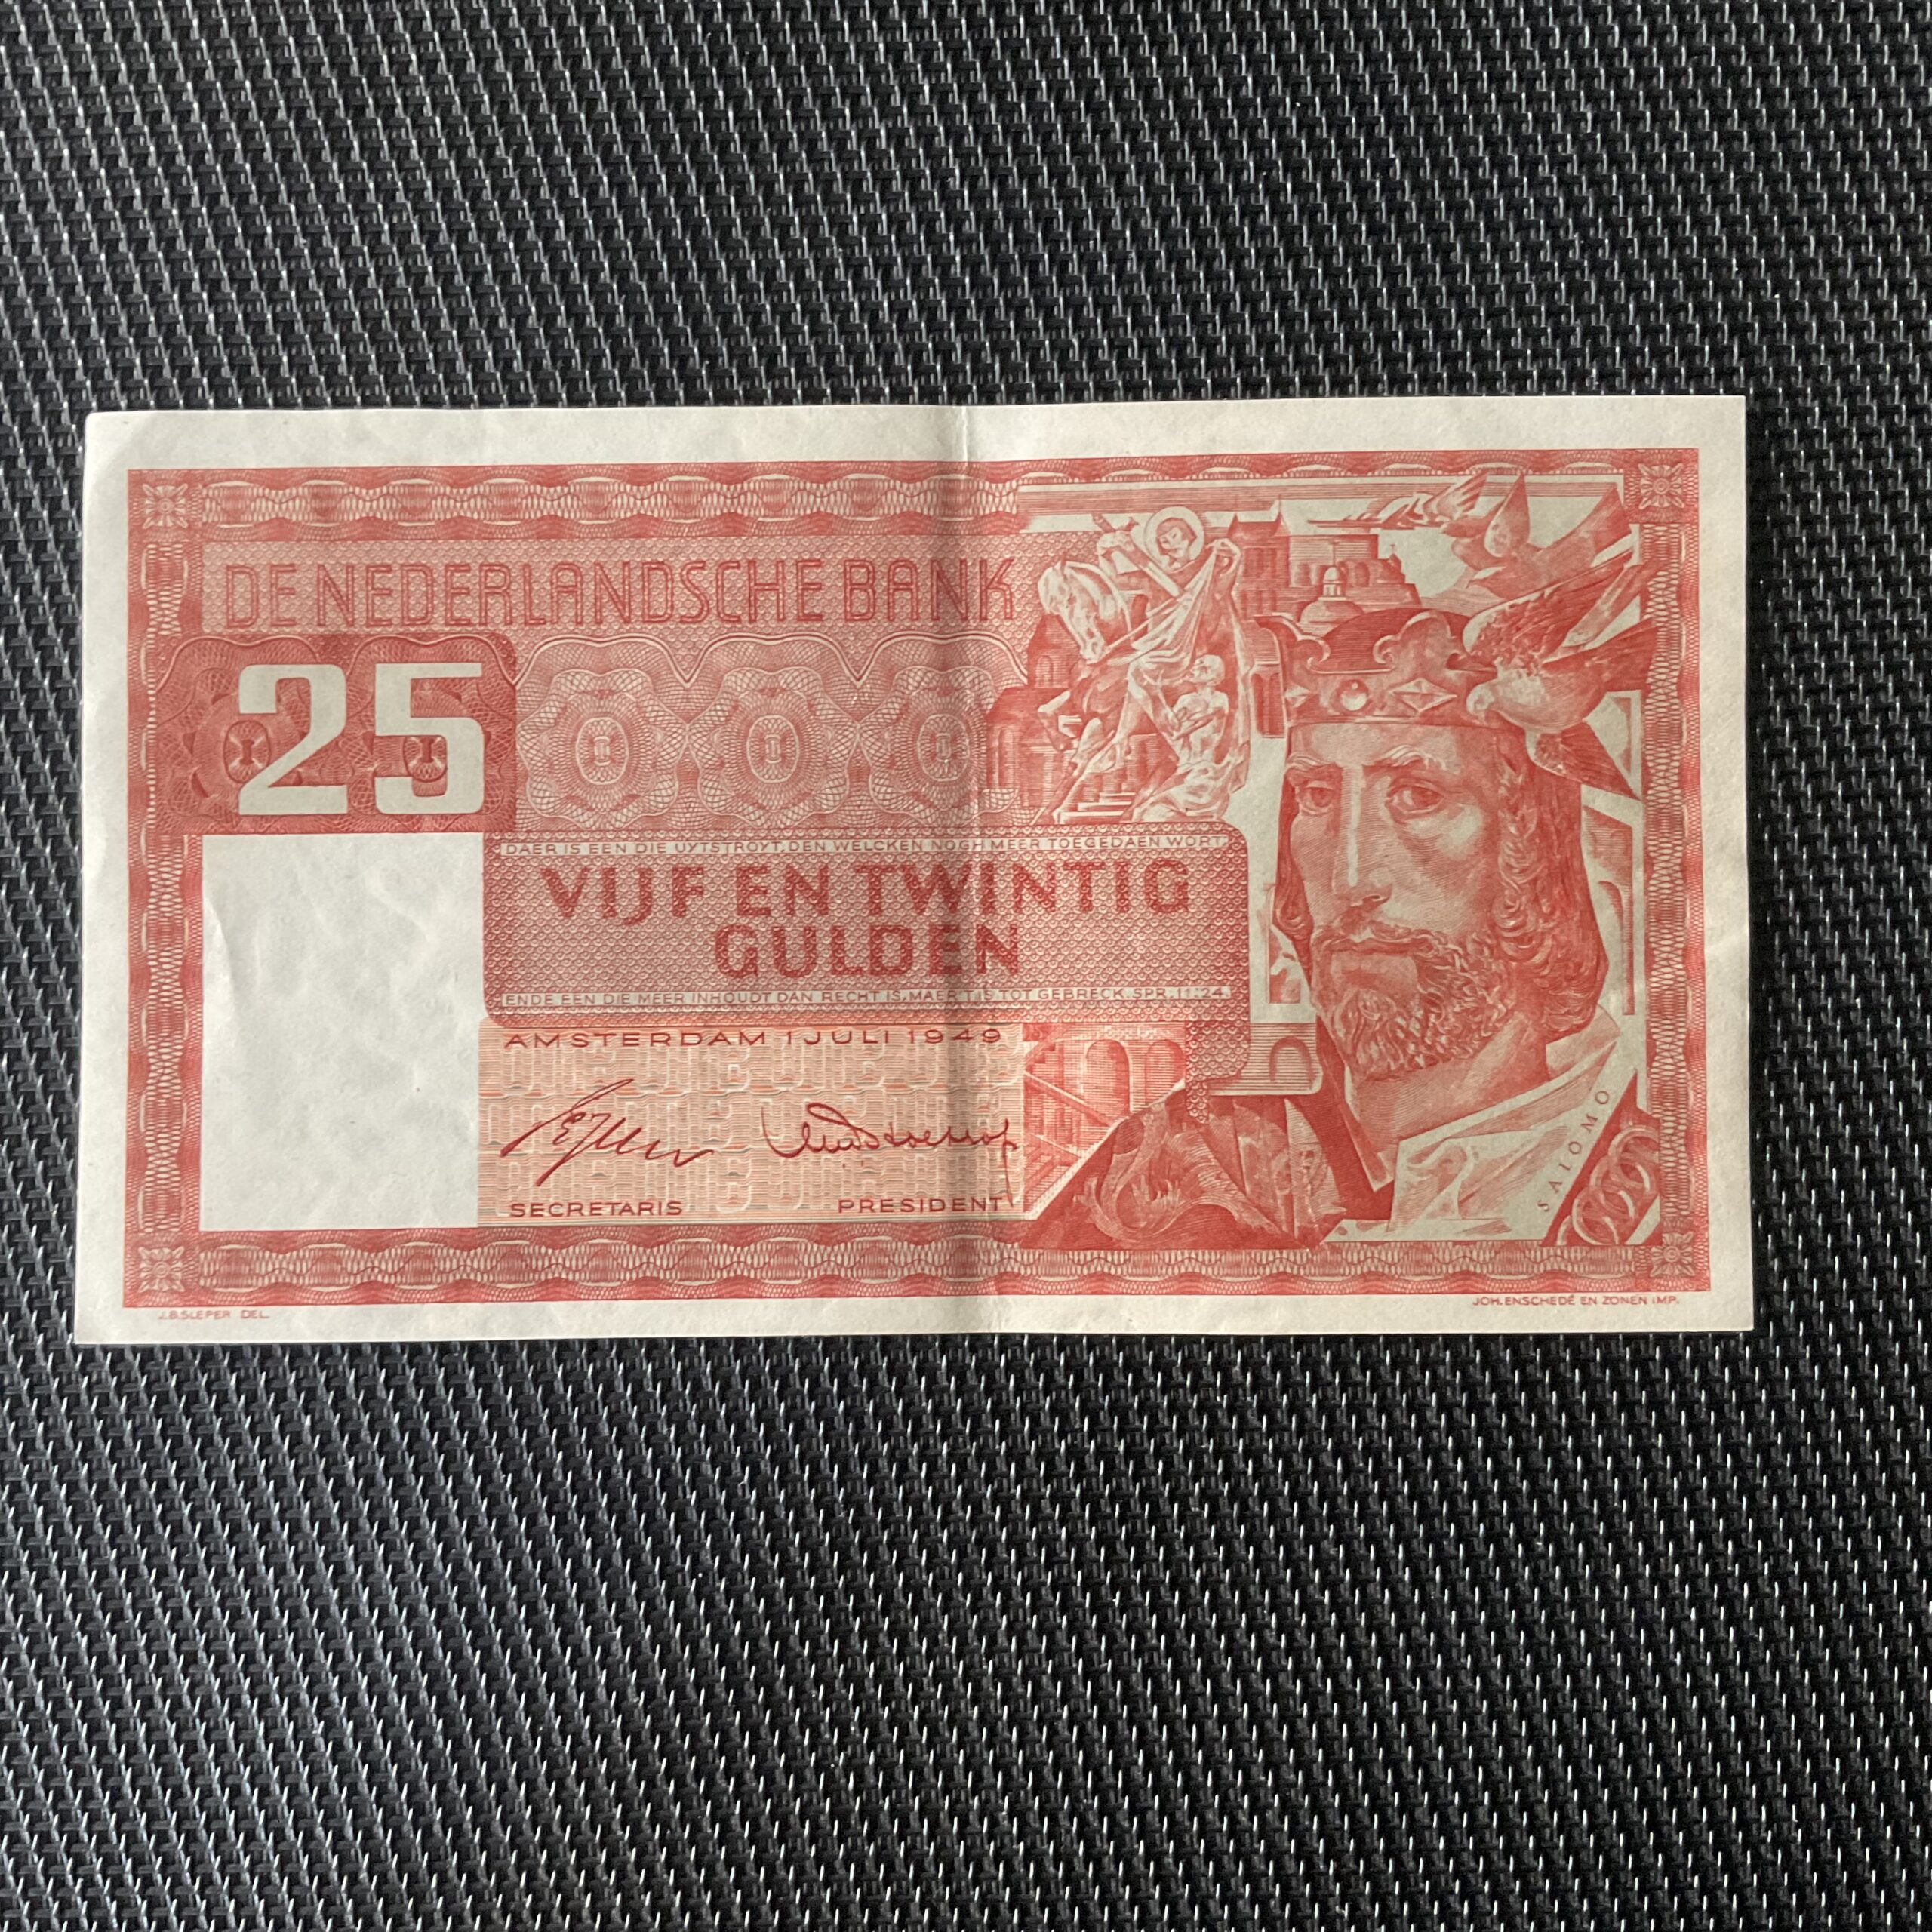 DE NEDERLANDSCHE BANK
25
DAER IS EEN DIE UYTSTROYT, DEN WELCKEN NOGH MEER TOEGEDAEN WORT,
VIJF EN TWINTIG
GULDEN
ENDE EEN DIE MEER INHOUDT DAN RECHT IS, MAER 'T IS TOT GEBRECK. SPR. 11:24.
AMSTERDAM 1 JULI 1949
SECRETARIS PRESIDENT
SALOMO
J.B.SLEPER DEL.
JOH. ENSCHEDÉ EN ZONEN IMP.